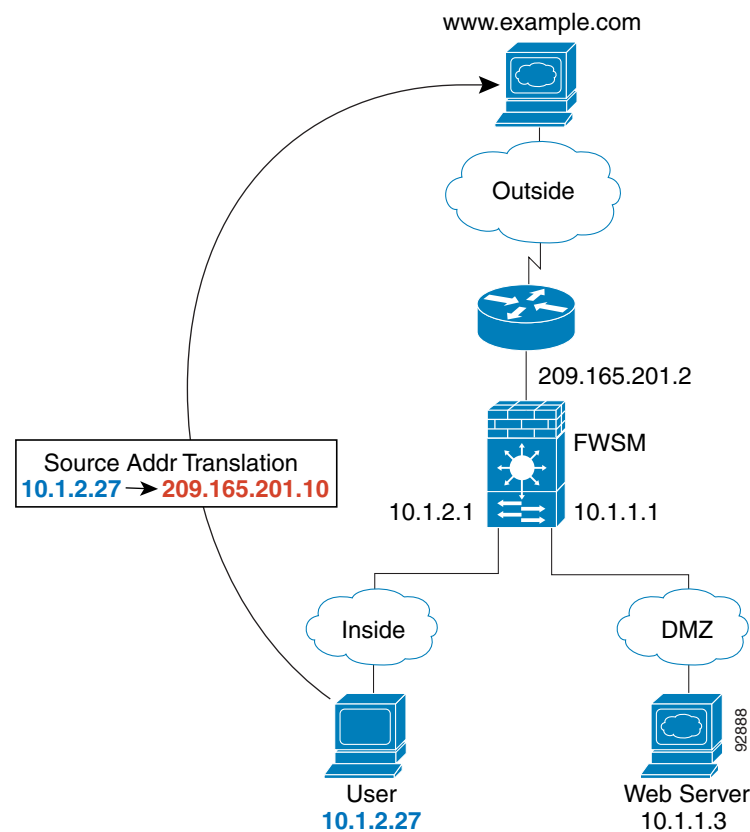 www.example.com
Outside
209.165.201.2
FWSM
Source Addr Translation
10.1.2.27 → 209.165.201.10
10.1.2.1
10.1.1.1
Inside
DMZ
92888
User
10.1.2.27
Web Server
10.1.1.3